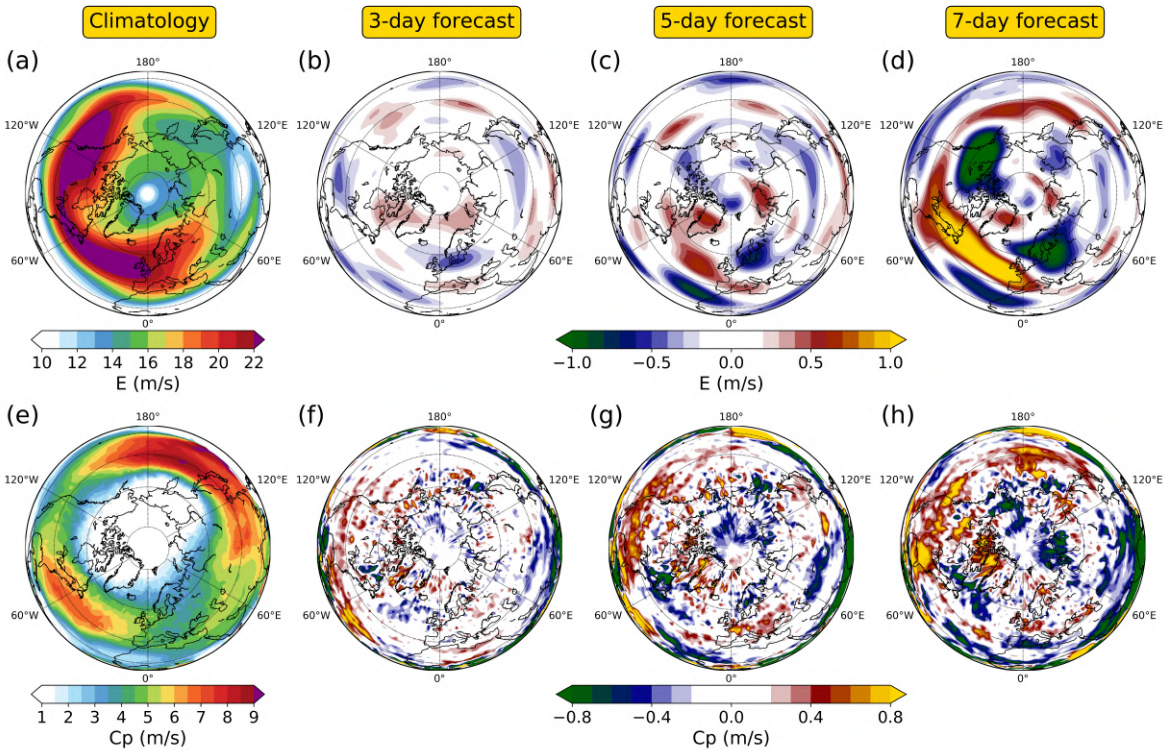 Climatology 3-day forecast 5-day forecast 7-day forecast
(a) (b) (c) (d)
180° 180° 180° 180°
120°W 120°E 120°W 120°E 120°W 120°E 120°W 120°E
60°W 60°E 60°W 60°E 60°W 60°E 60°W 60°E
0° 0° 0° 0°
10 12 14 16 18 20 22 −1.0 −0.5 0.0 0.5 1.0
E (m/s) E (m/s)
(e) (f) (g) (h)
180° 180° 180° 180°
120°W 120°E 120°W 120°E 120°W 120°E 120°W 120°E
60°W 60°E 60°W 60°E 60°W 60°E 60°W 60°E
0° 0° 0° 0°
1 2 3 4 5 6 7 8 9 −0.8 −0.4 0.0 0.4 0.8
Cp (m/s) Cp (m/s)